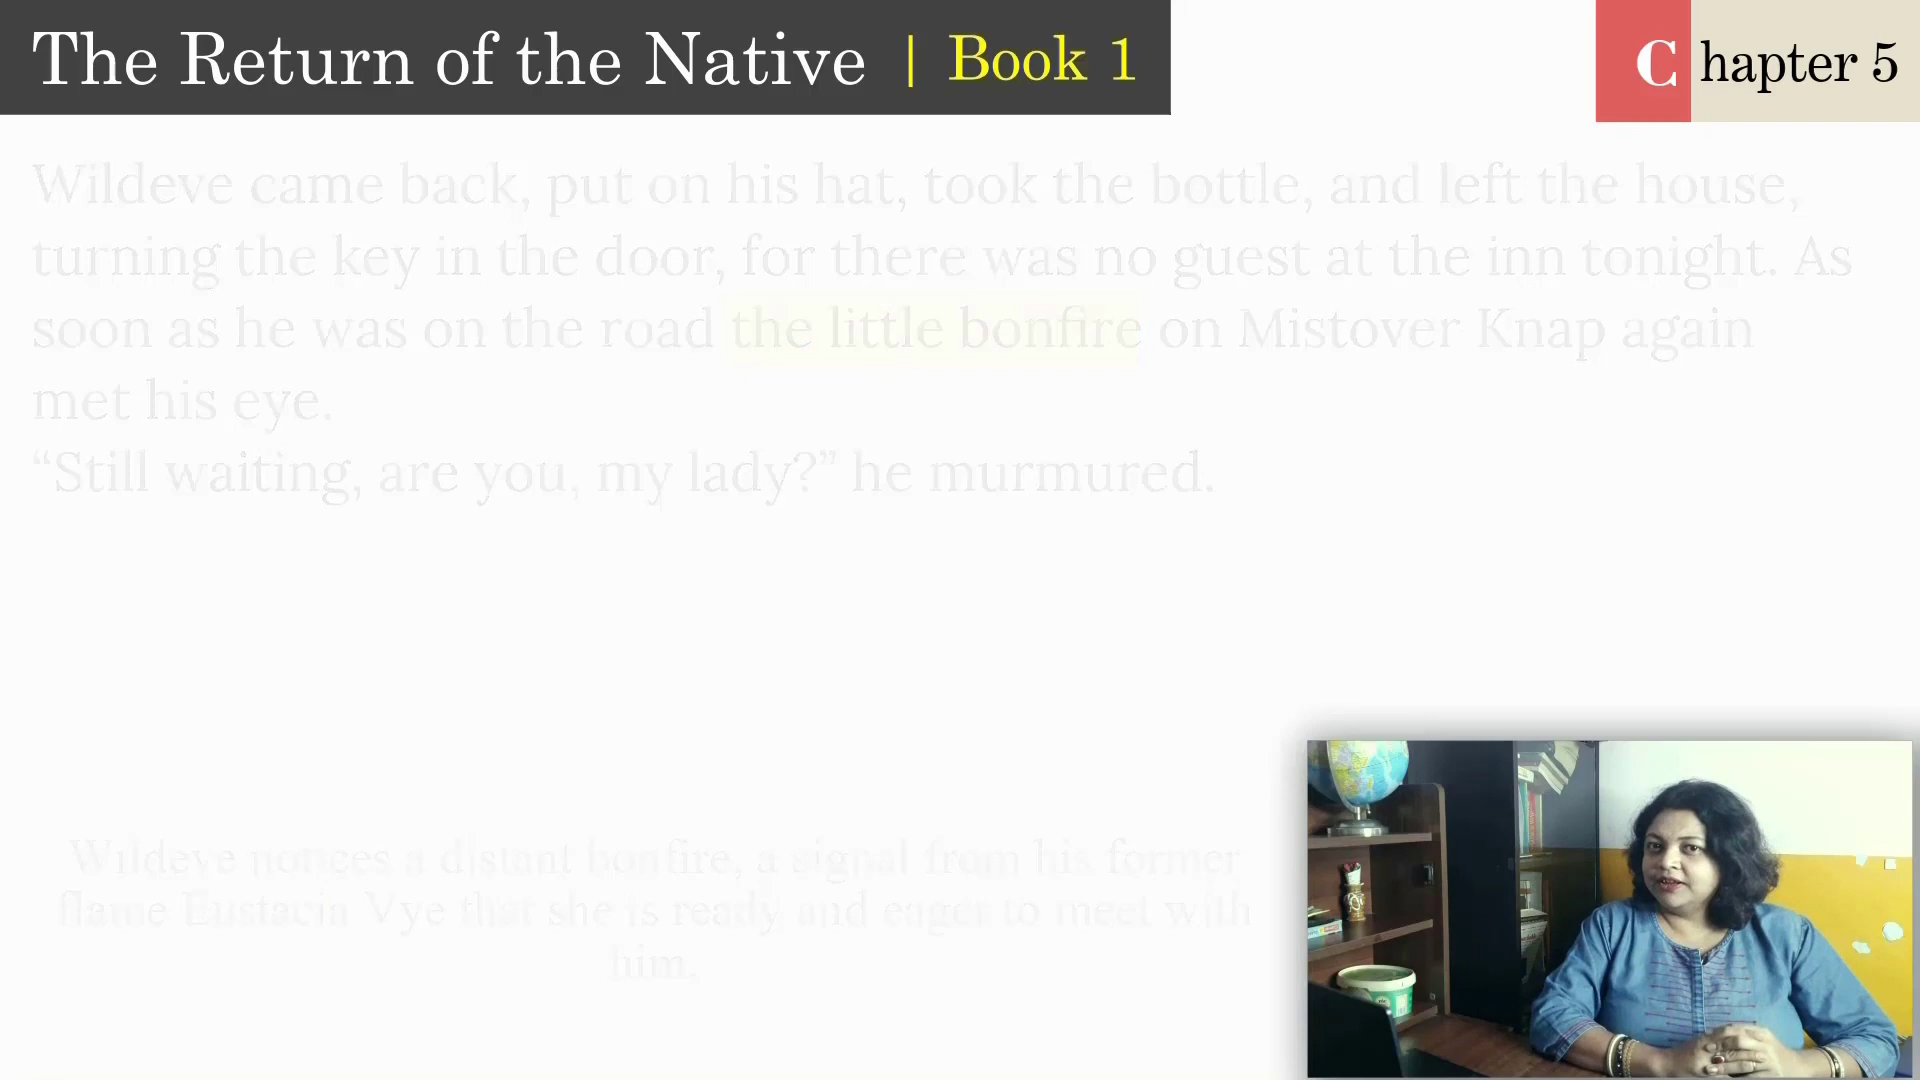 The Return of the Native | Book 1
Chapter 5
Wildeve came back, put on his hat, took the bottle, and left the house,
turning the key in the door, for there was no guest at the inn tonight. As
soon as he was on the road the little bonfire on Mistover Knap again
met his eye.
“Still waiting, are you, my lady?” he murmured.
Wildeve notices a distant bonfire, a signal from his former
flame Eustacia Vye that she is ready and eager to meet with
him.